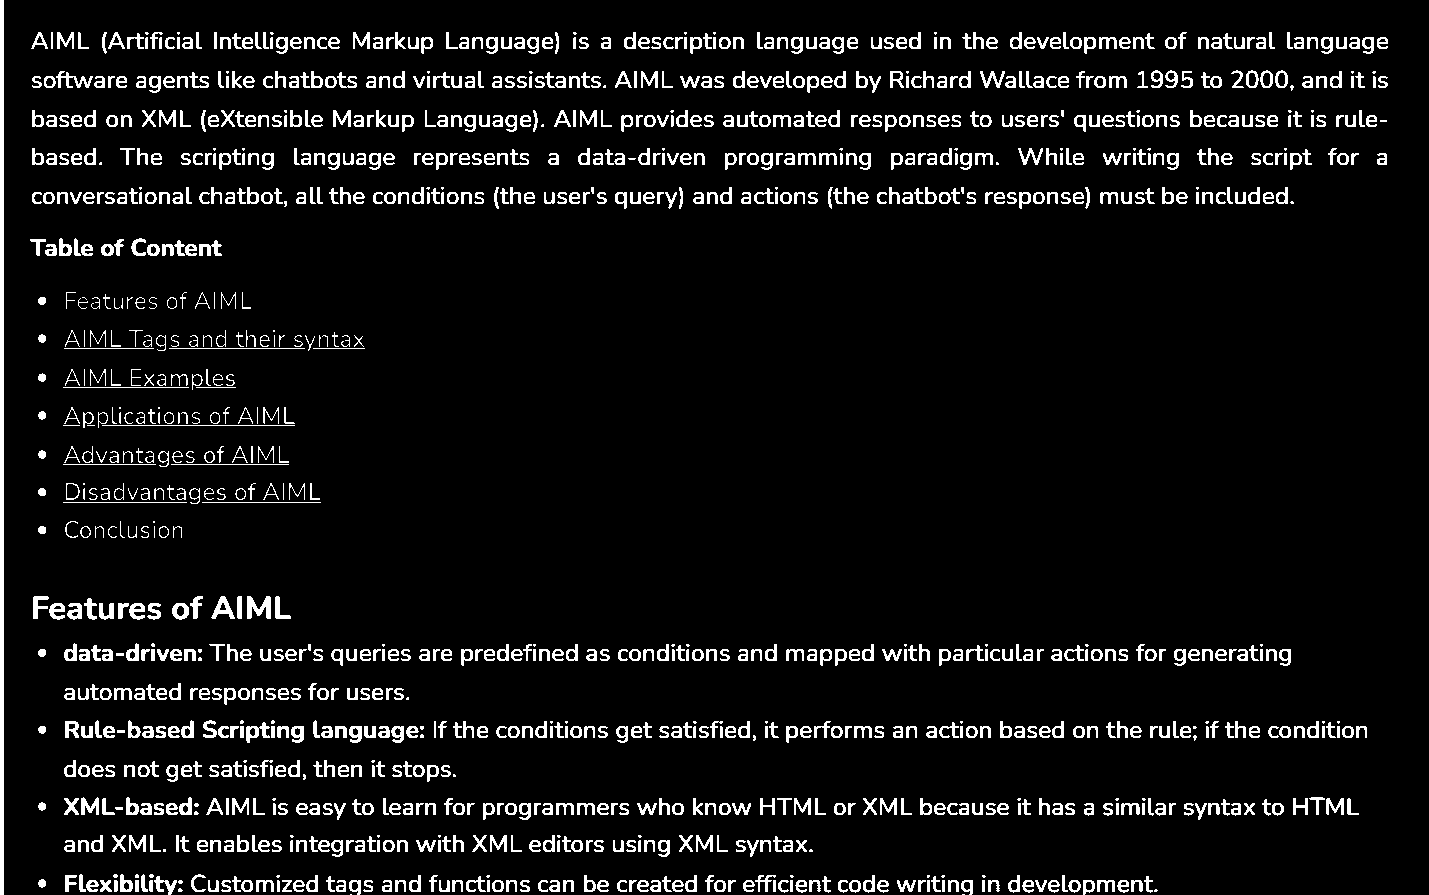 AIML (Artificial Intelligence Markup Language) is a description language used in the development of natural language
software agents like chatbots and virtual assistants. AIML was developed by Richard Wallace from 1995 to 2000, and it is
based on XML (eXtensible Markup Language). AIML provides automated responses to users' questions because it is rule-
based. The scripting language represents a data-driven programming paradigm. While writing the script for a
conversational chatbot, all the conditions (the user's query) and actions (the chatbot's response) must be included.
Table of Content
• Features of AIML
• AIML Tags and their syntax
• AIML Examples
• Applications of AIML
• Advantages of AIML
• Disadvantages of AIML
• Conclusion
Features of AIML
• data-driven: The user's queries are predefined as conditions and mapped with particular actions for generating
automated responses for users.
• Rule-based Scripting language: If the conditions get satisfied, it performs an action based on the rule; if the condition
does not get satisfied, then it stops.
• XML-based: AIML is easy to learn for programmers who know HTML or XML because it has a similar syntax to HTML
and XML. It enables integration with XML editors using XML syntax.
• Flexibility: Customized tags and functions can be created for efficient code writing in development.